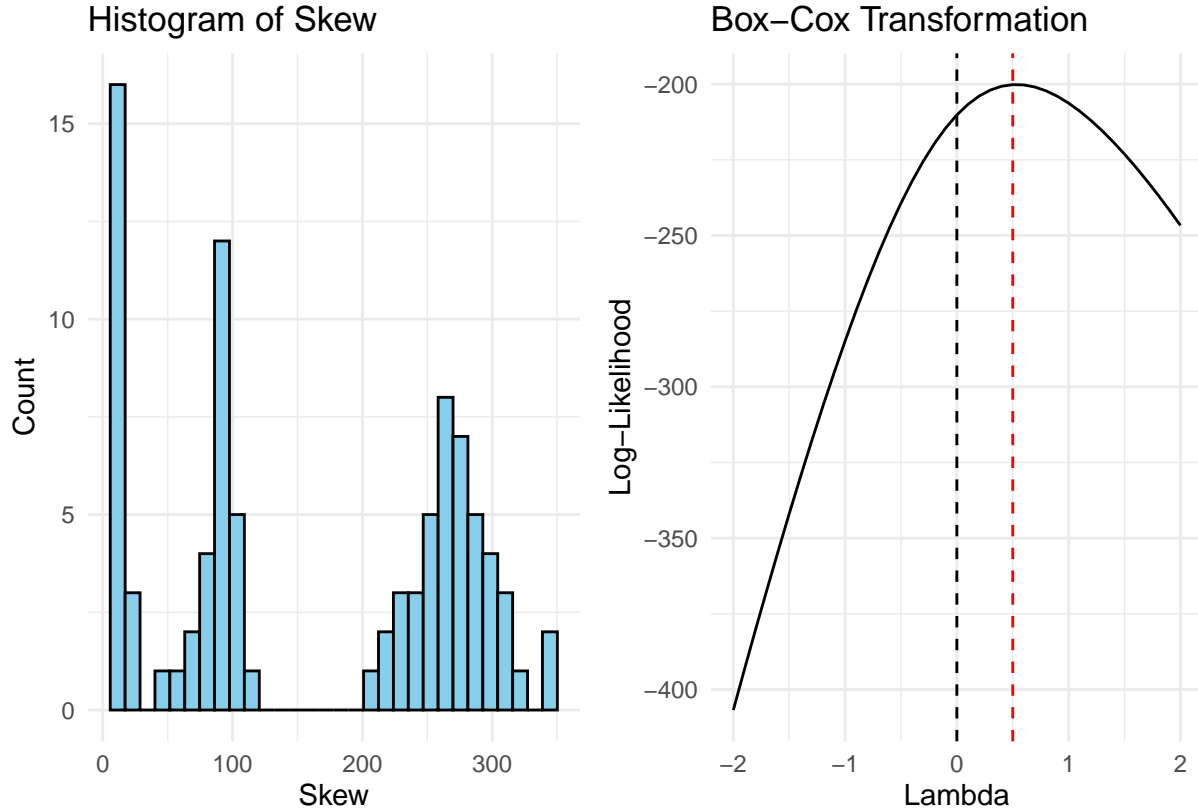 Histogram of Skew
15
10
5
0
Count
0 100 200 300
Skew
Box−Cox Transformation
−200
−250
−300
−350
−400
Log−Likelihood
−2 −1 0 1 2
Lambda